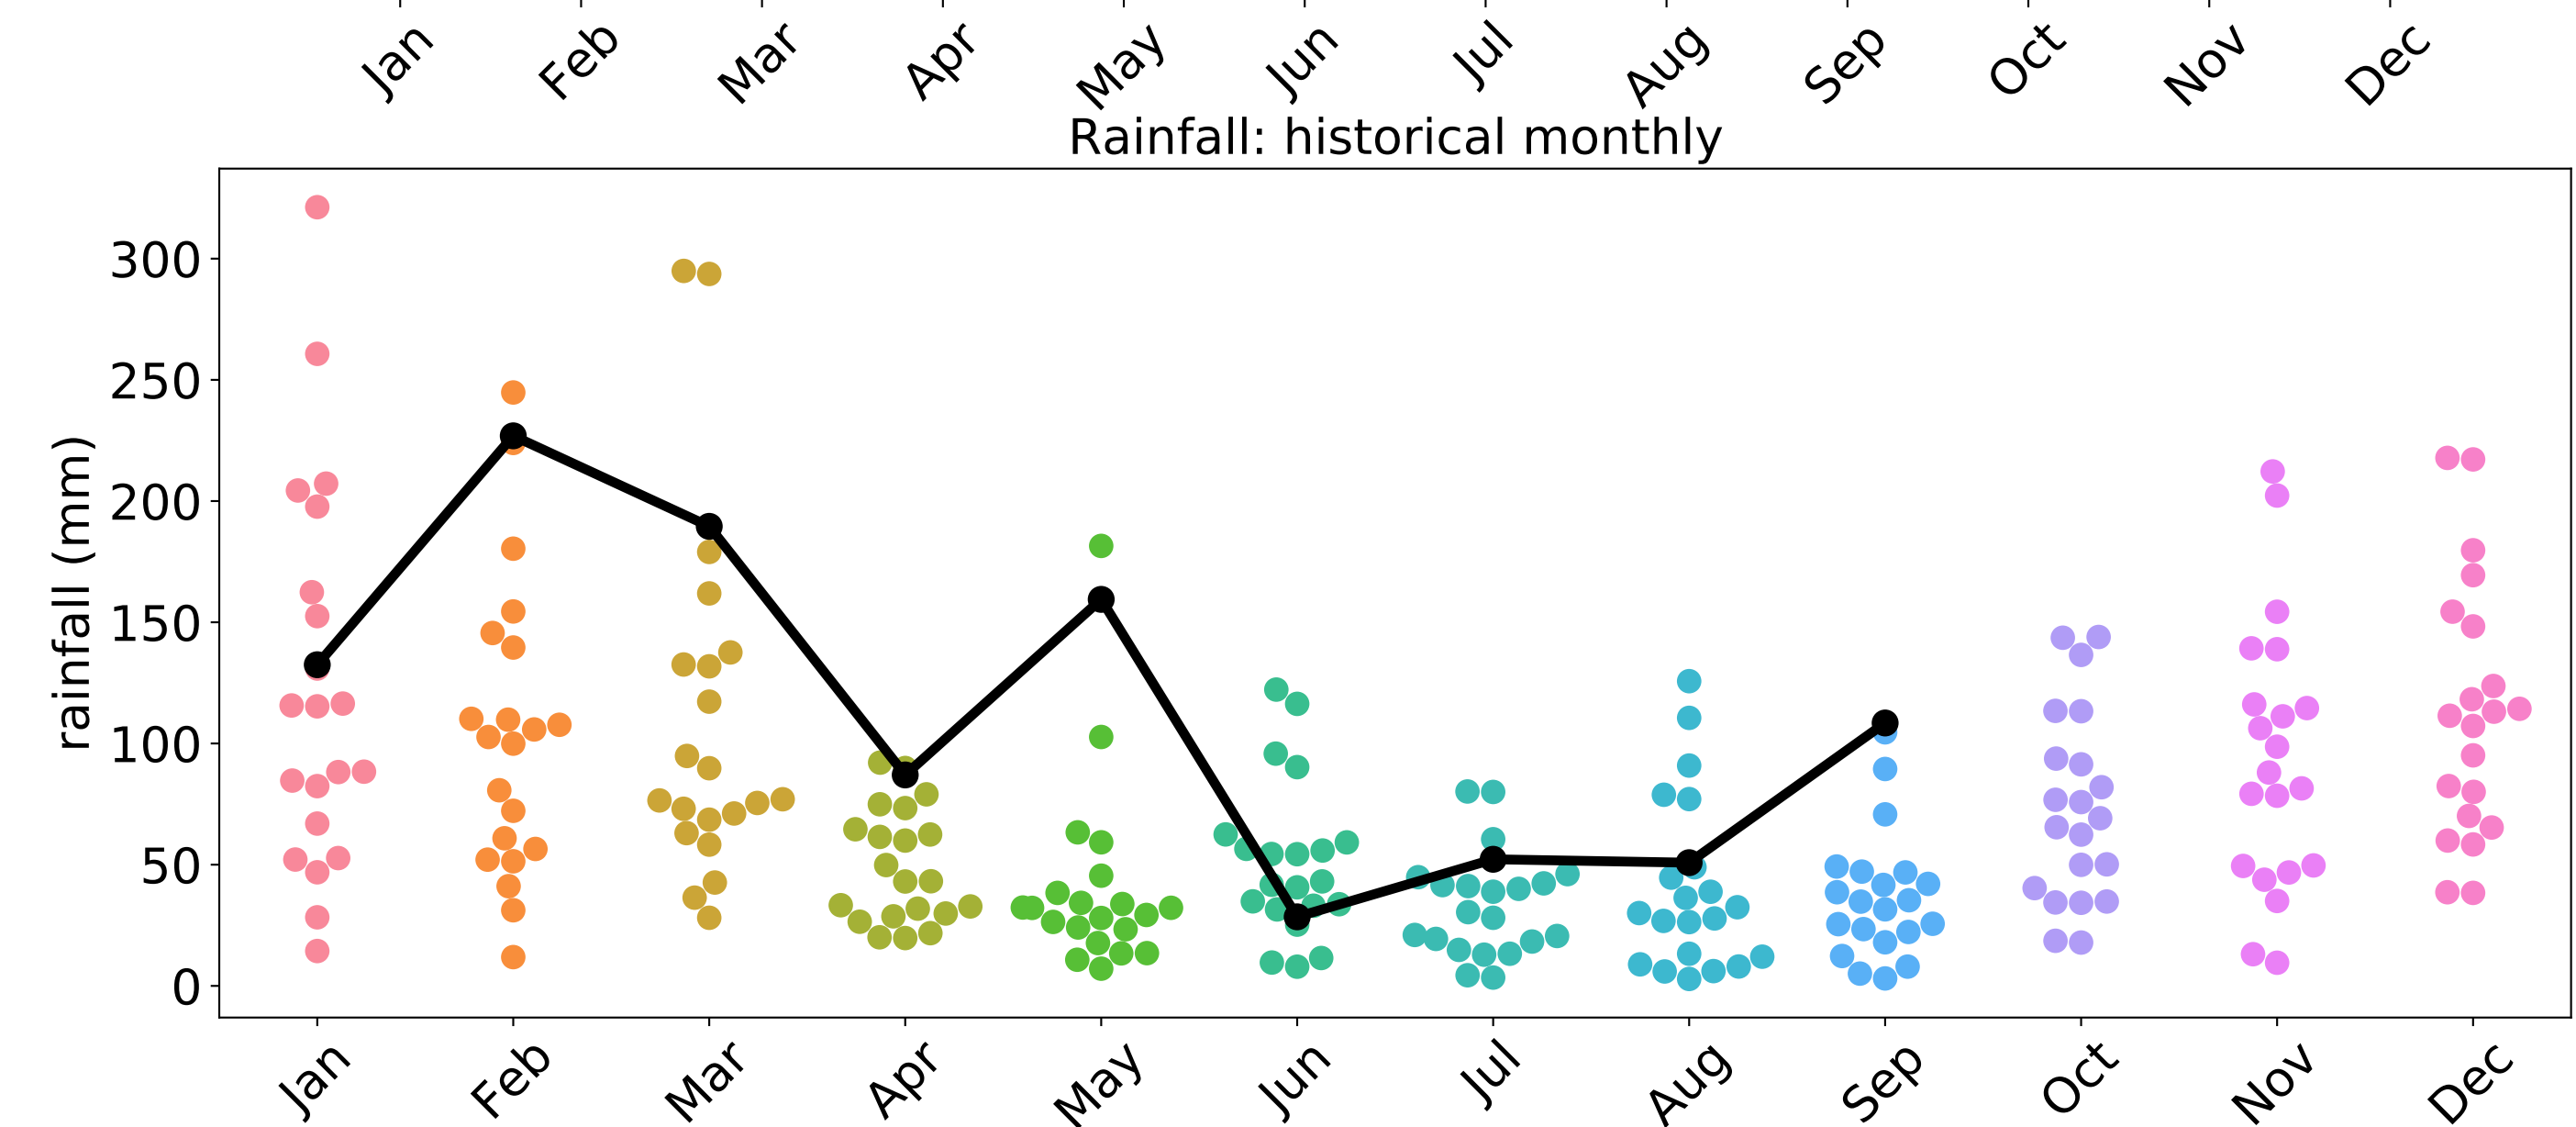 Jan Feb Mar Apr May Jun Jul Aug Sep Oct Nov Dec
Rainfall: historical monthly
rainfall (mm)
300
250
200
150
100
50
0
Jan Feb Mar Apr May Jun Jul Aug Sep Oct Nov Dec